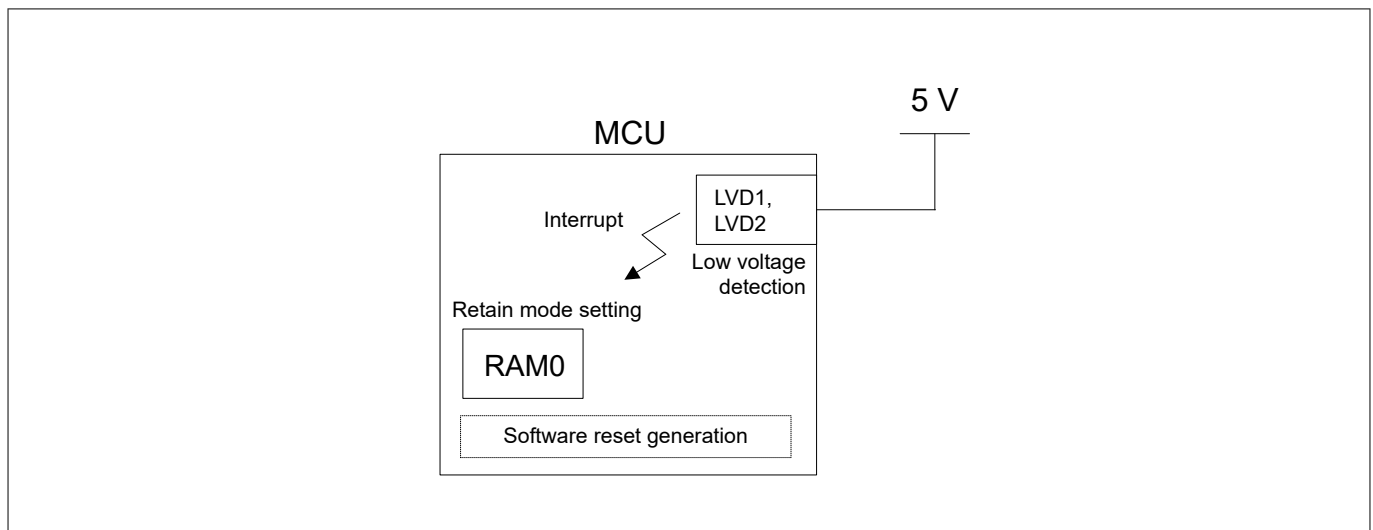 5 V
MCU
LVD1,
LVD2
Interrupt
Low voltage
detection
Retain mode setting
RAM0
Software reset generation